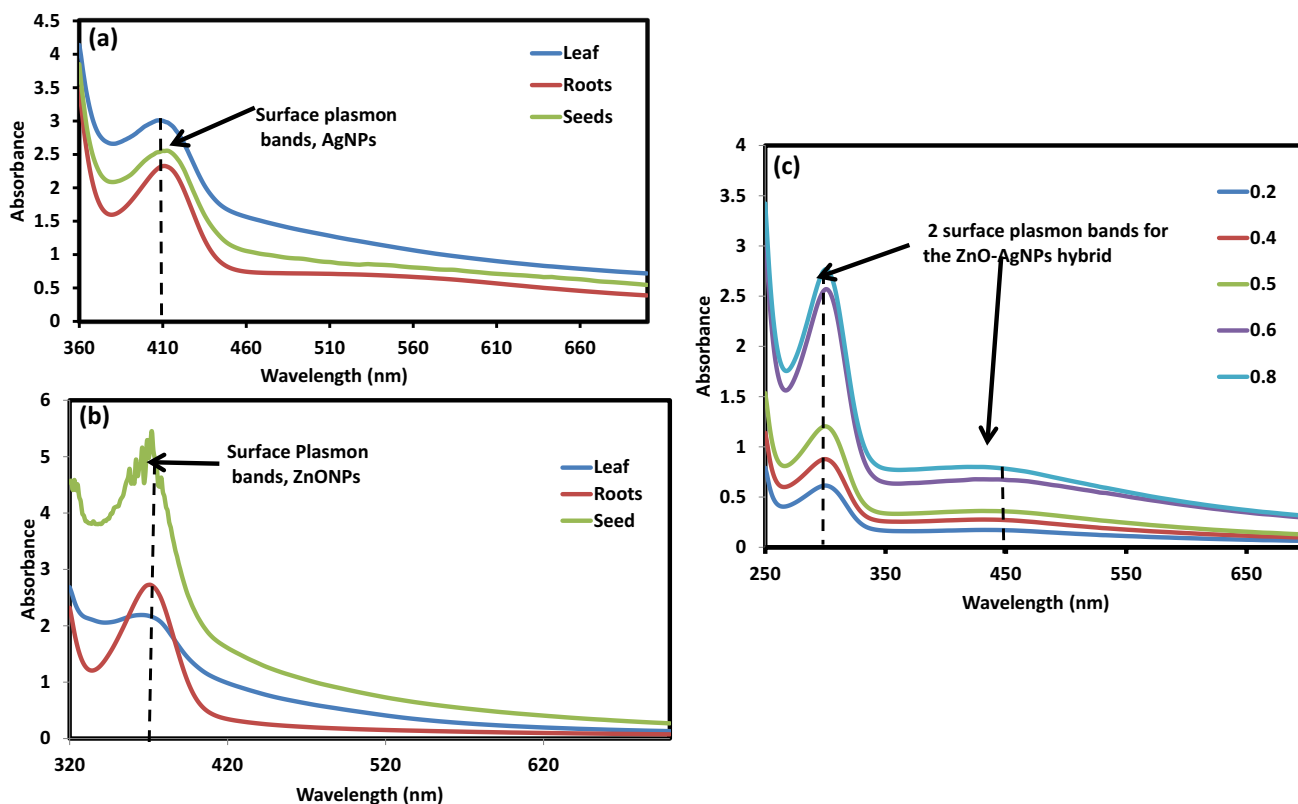 (a)
4.5
4
3.5
3
2.5
2
1.5
1
0.5
0
Absorbance
Surface plasmon
bands, AgNPs
Leaf
Roots
Seeds
360
410
460
510
560
610
660
Wavelength (nm)
(b)
6
5
4
3
2
1
0
Absorbance
Surface Plasmon
bands, ZnONPs
Leaf
Roots
Seed
320
420
520
620
Wavelength (nm)
(c)
4
3.5
3
2.5
2
1.5
1
0.5
0
Absorbance
2 surface plasmon bands for
the ZnO-AgNPs hybrid
0.2
0.4
0.5
0.6
0.8
250
350
450
550
650
Wavelength (nm)